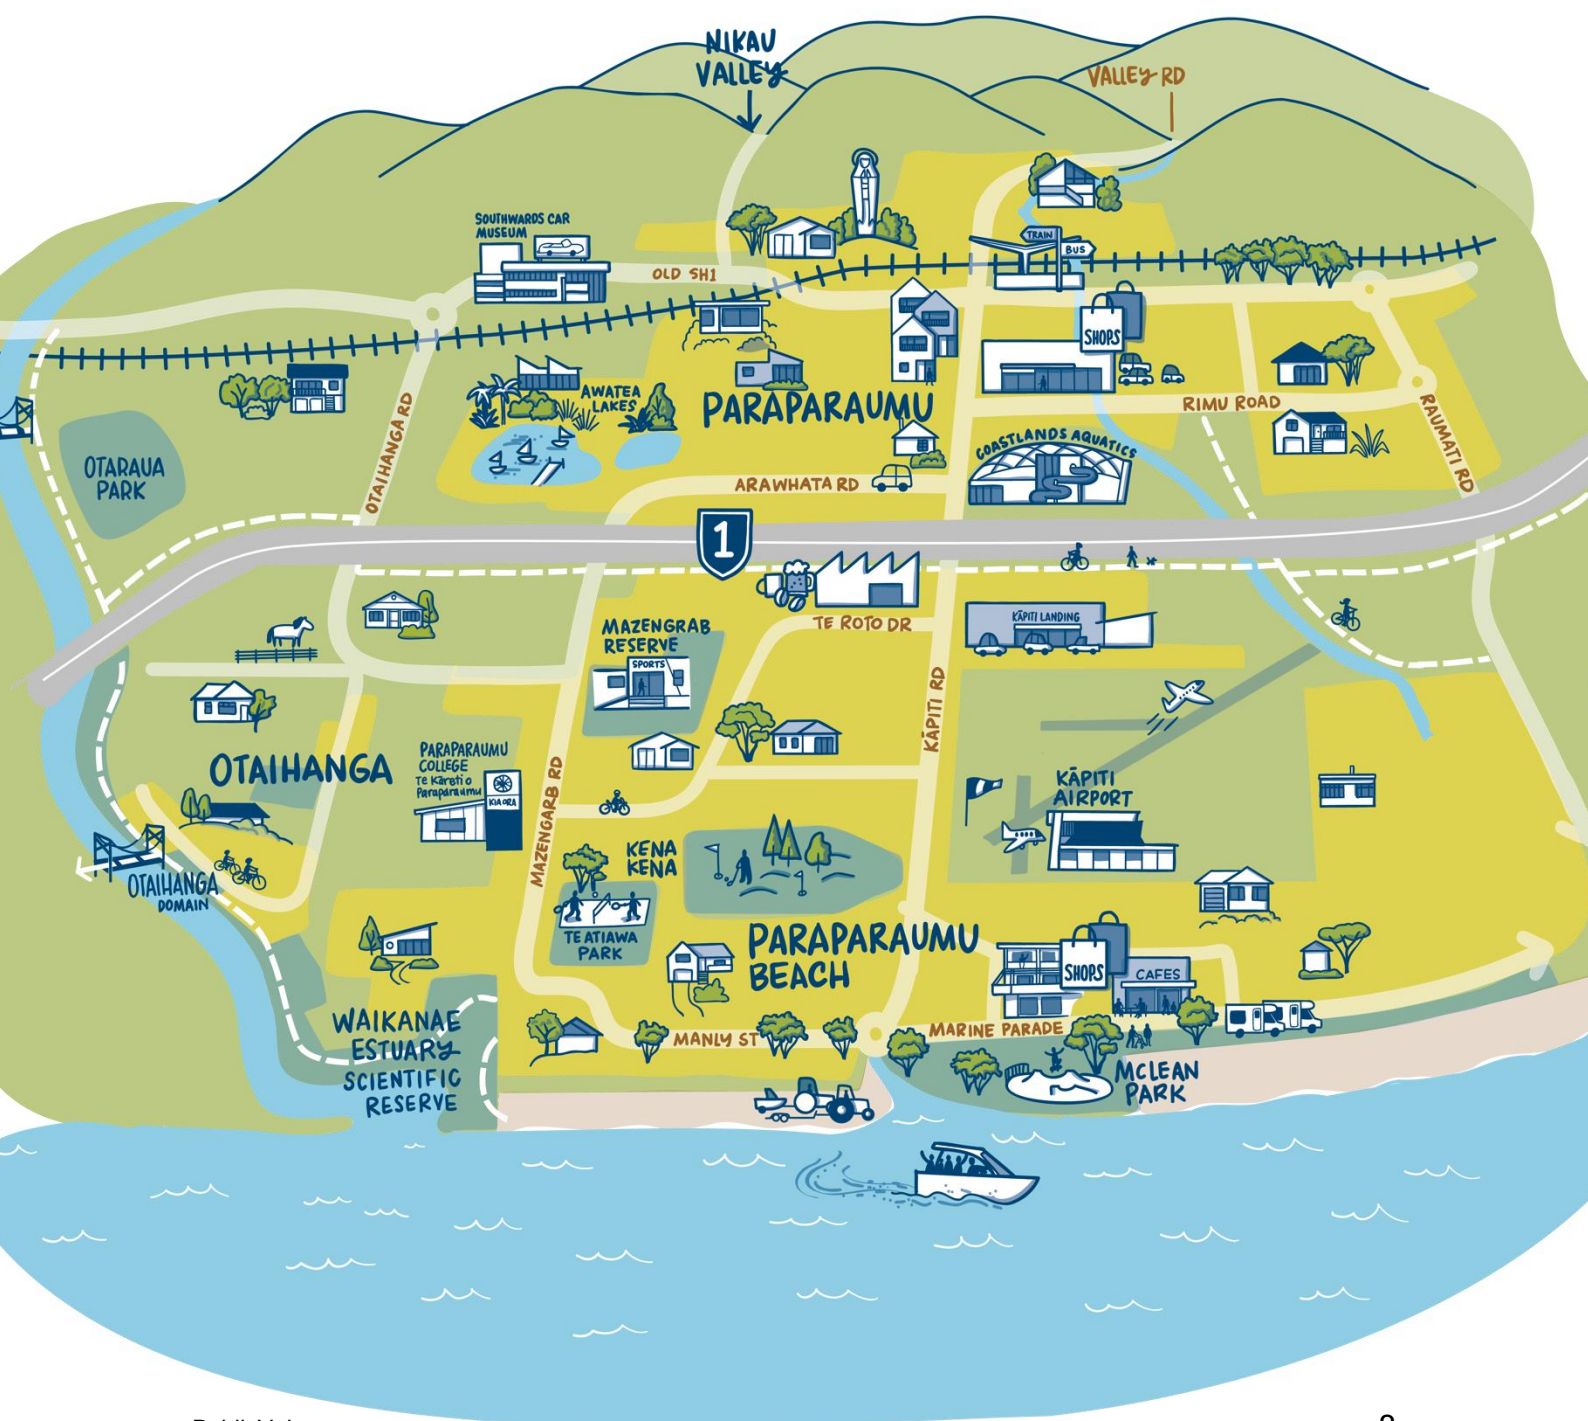 NIKAU
VALLEY
VALLEY RD
SOUTHWARDS CAR
MUSEUM
TRAIN
BUS
OLD SH1
SHOPS
AWATEA
LAKES
PARAPARAUMU
RIMU ROAD
RAUMATI RD
OTAIHANGA RD
COASTLANDS AQUATICS
OTARAUA
PARK
ARAWHATA RD
1
MAZENGRAB
RESERVE
SPORTS
TE ROTO DR
KĀPITI LANDING
KĀPITI RD
OTAIHANGA
PARAPARAUMU
COLLEGE
Te Kāreti o
Paraparaumu
KIA ORA
MAZENGARB RD
KĀPITI
AIRPORT
KENA
KENA
OTAIHANGA
DOMAIN
TE ATIAWA
PARK
PARAPARAUMU
BEACH
SHOPS
CAFES
WAIKANAE
ESTUARY
SCIENTIFIC
RESERVE
MANLY ST
MARINE PARADE
MCLEAN
PARK